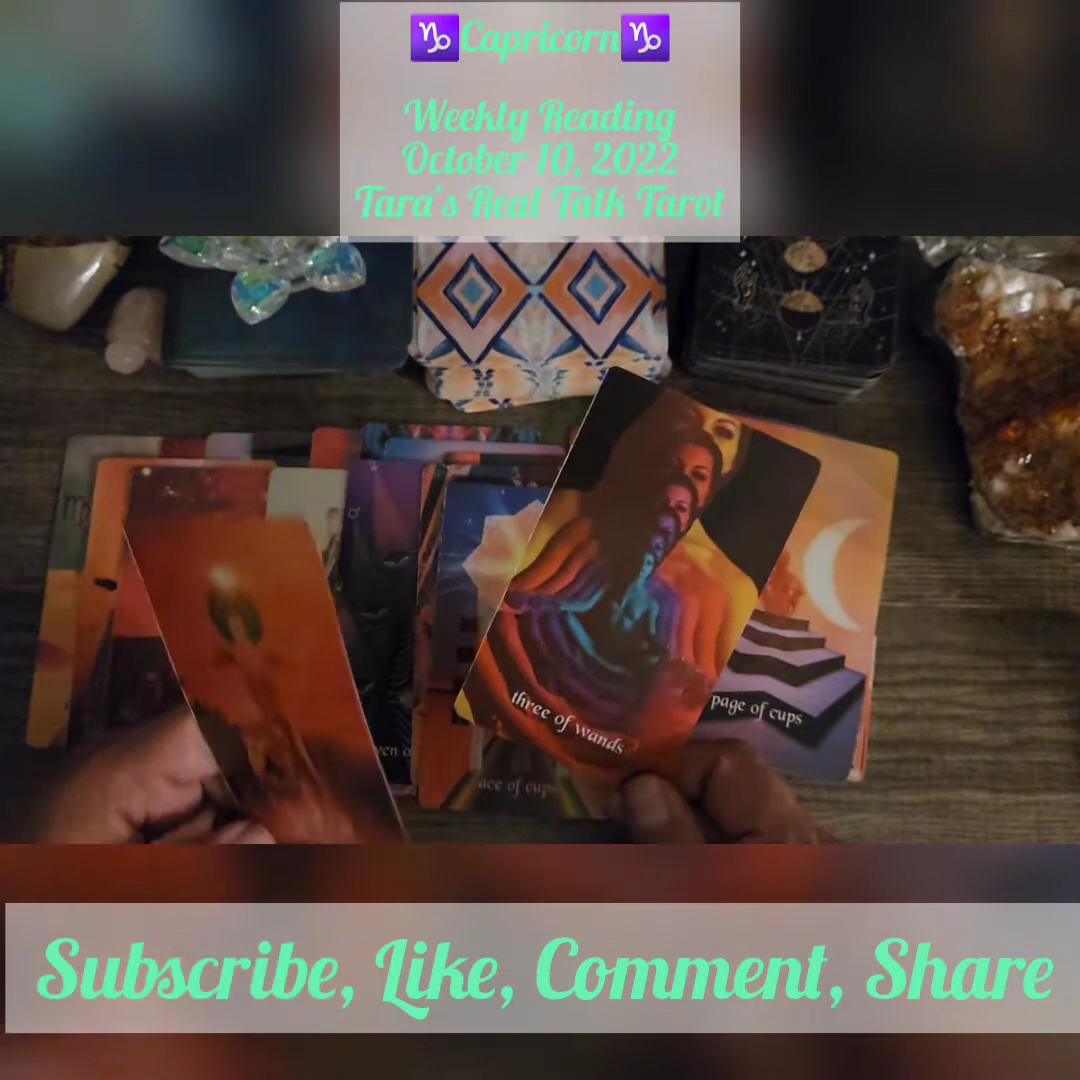 ♑Capricorn♑
Weekly Reading
October 10, 2022
Tara's Real Talk Tarot
three of wands
page of cups
ace of cups
Subscribe, Like, Comment, Share